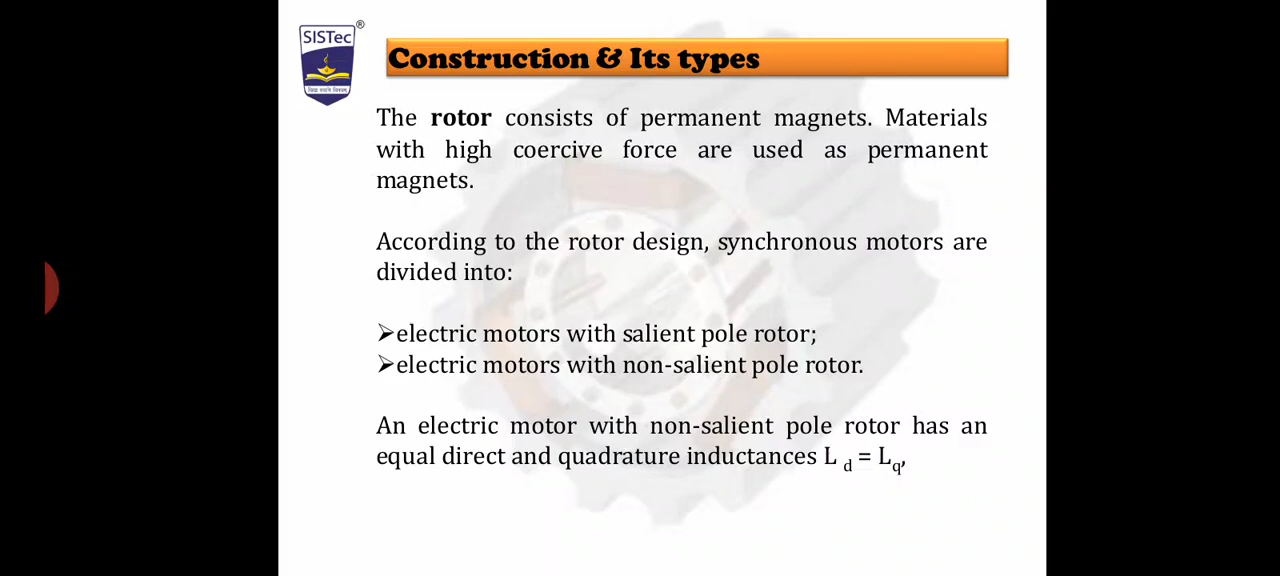 SISTec
®
Construction & Its types
The rotor consists of permanent magnets. Materials
with high coercive force are used as permanent
magnets.
According to the rotor design, synchronous motors are
divided into:
➢electric motors with salient pole rotor;
➢electric motors with non-salient pole rotor.
An electric motor with non-salient pole rotor has an
equal direct and quadrature inductances L d = Lq,